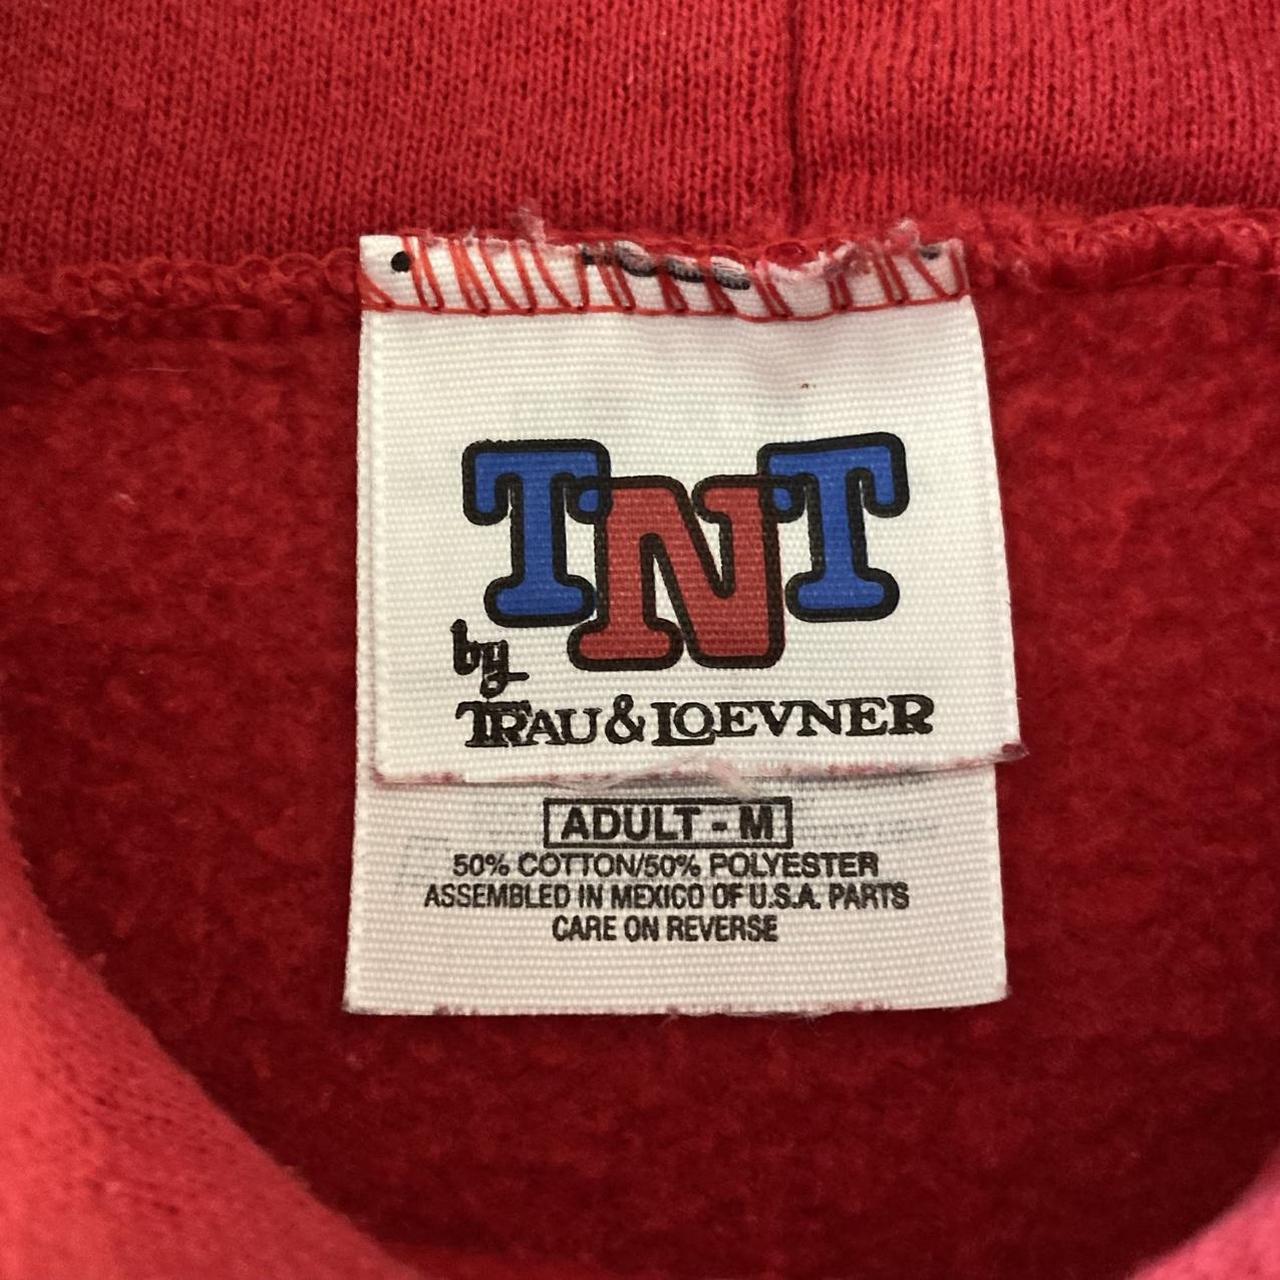 TNT
by
TRAU & LOEVNER
ADULT - M
50% COTTON/50% POLYESTER
ASSEMBLED IN MEXICO OF U.S.A. PARTS
CARE ON REVERSE